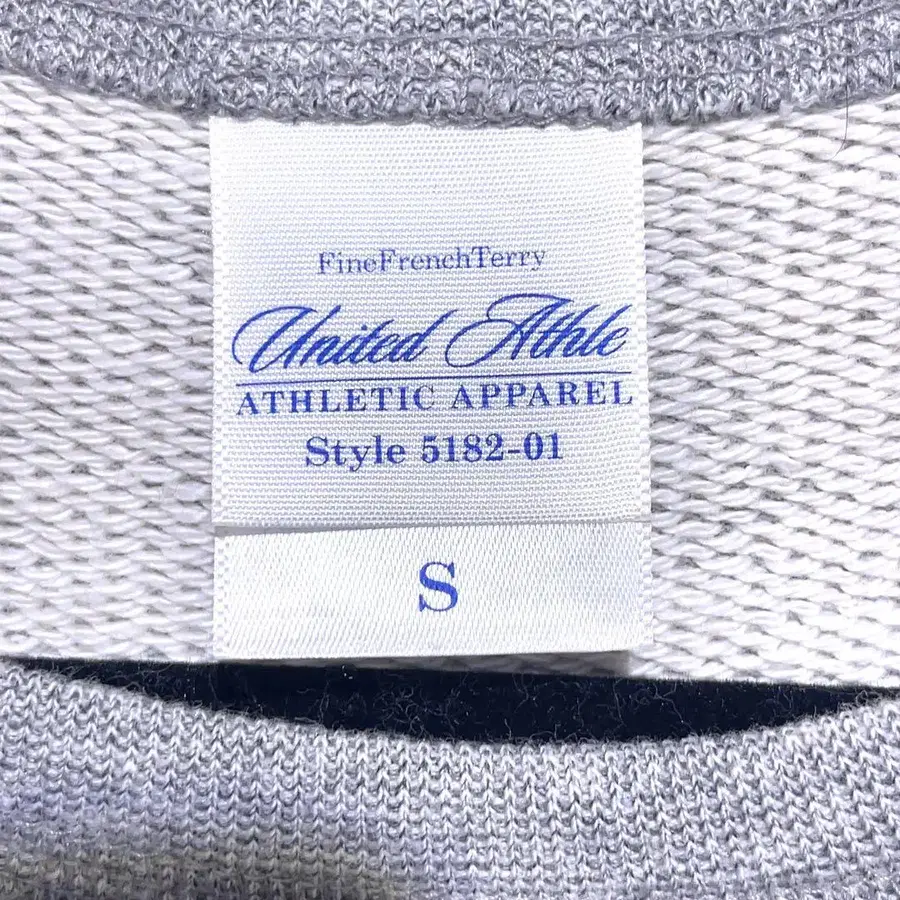 FineFrenchTerry
United Athle
ATHLETIC APPAREL
Style 5182-01
S